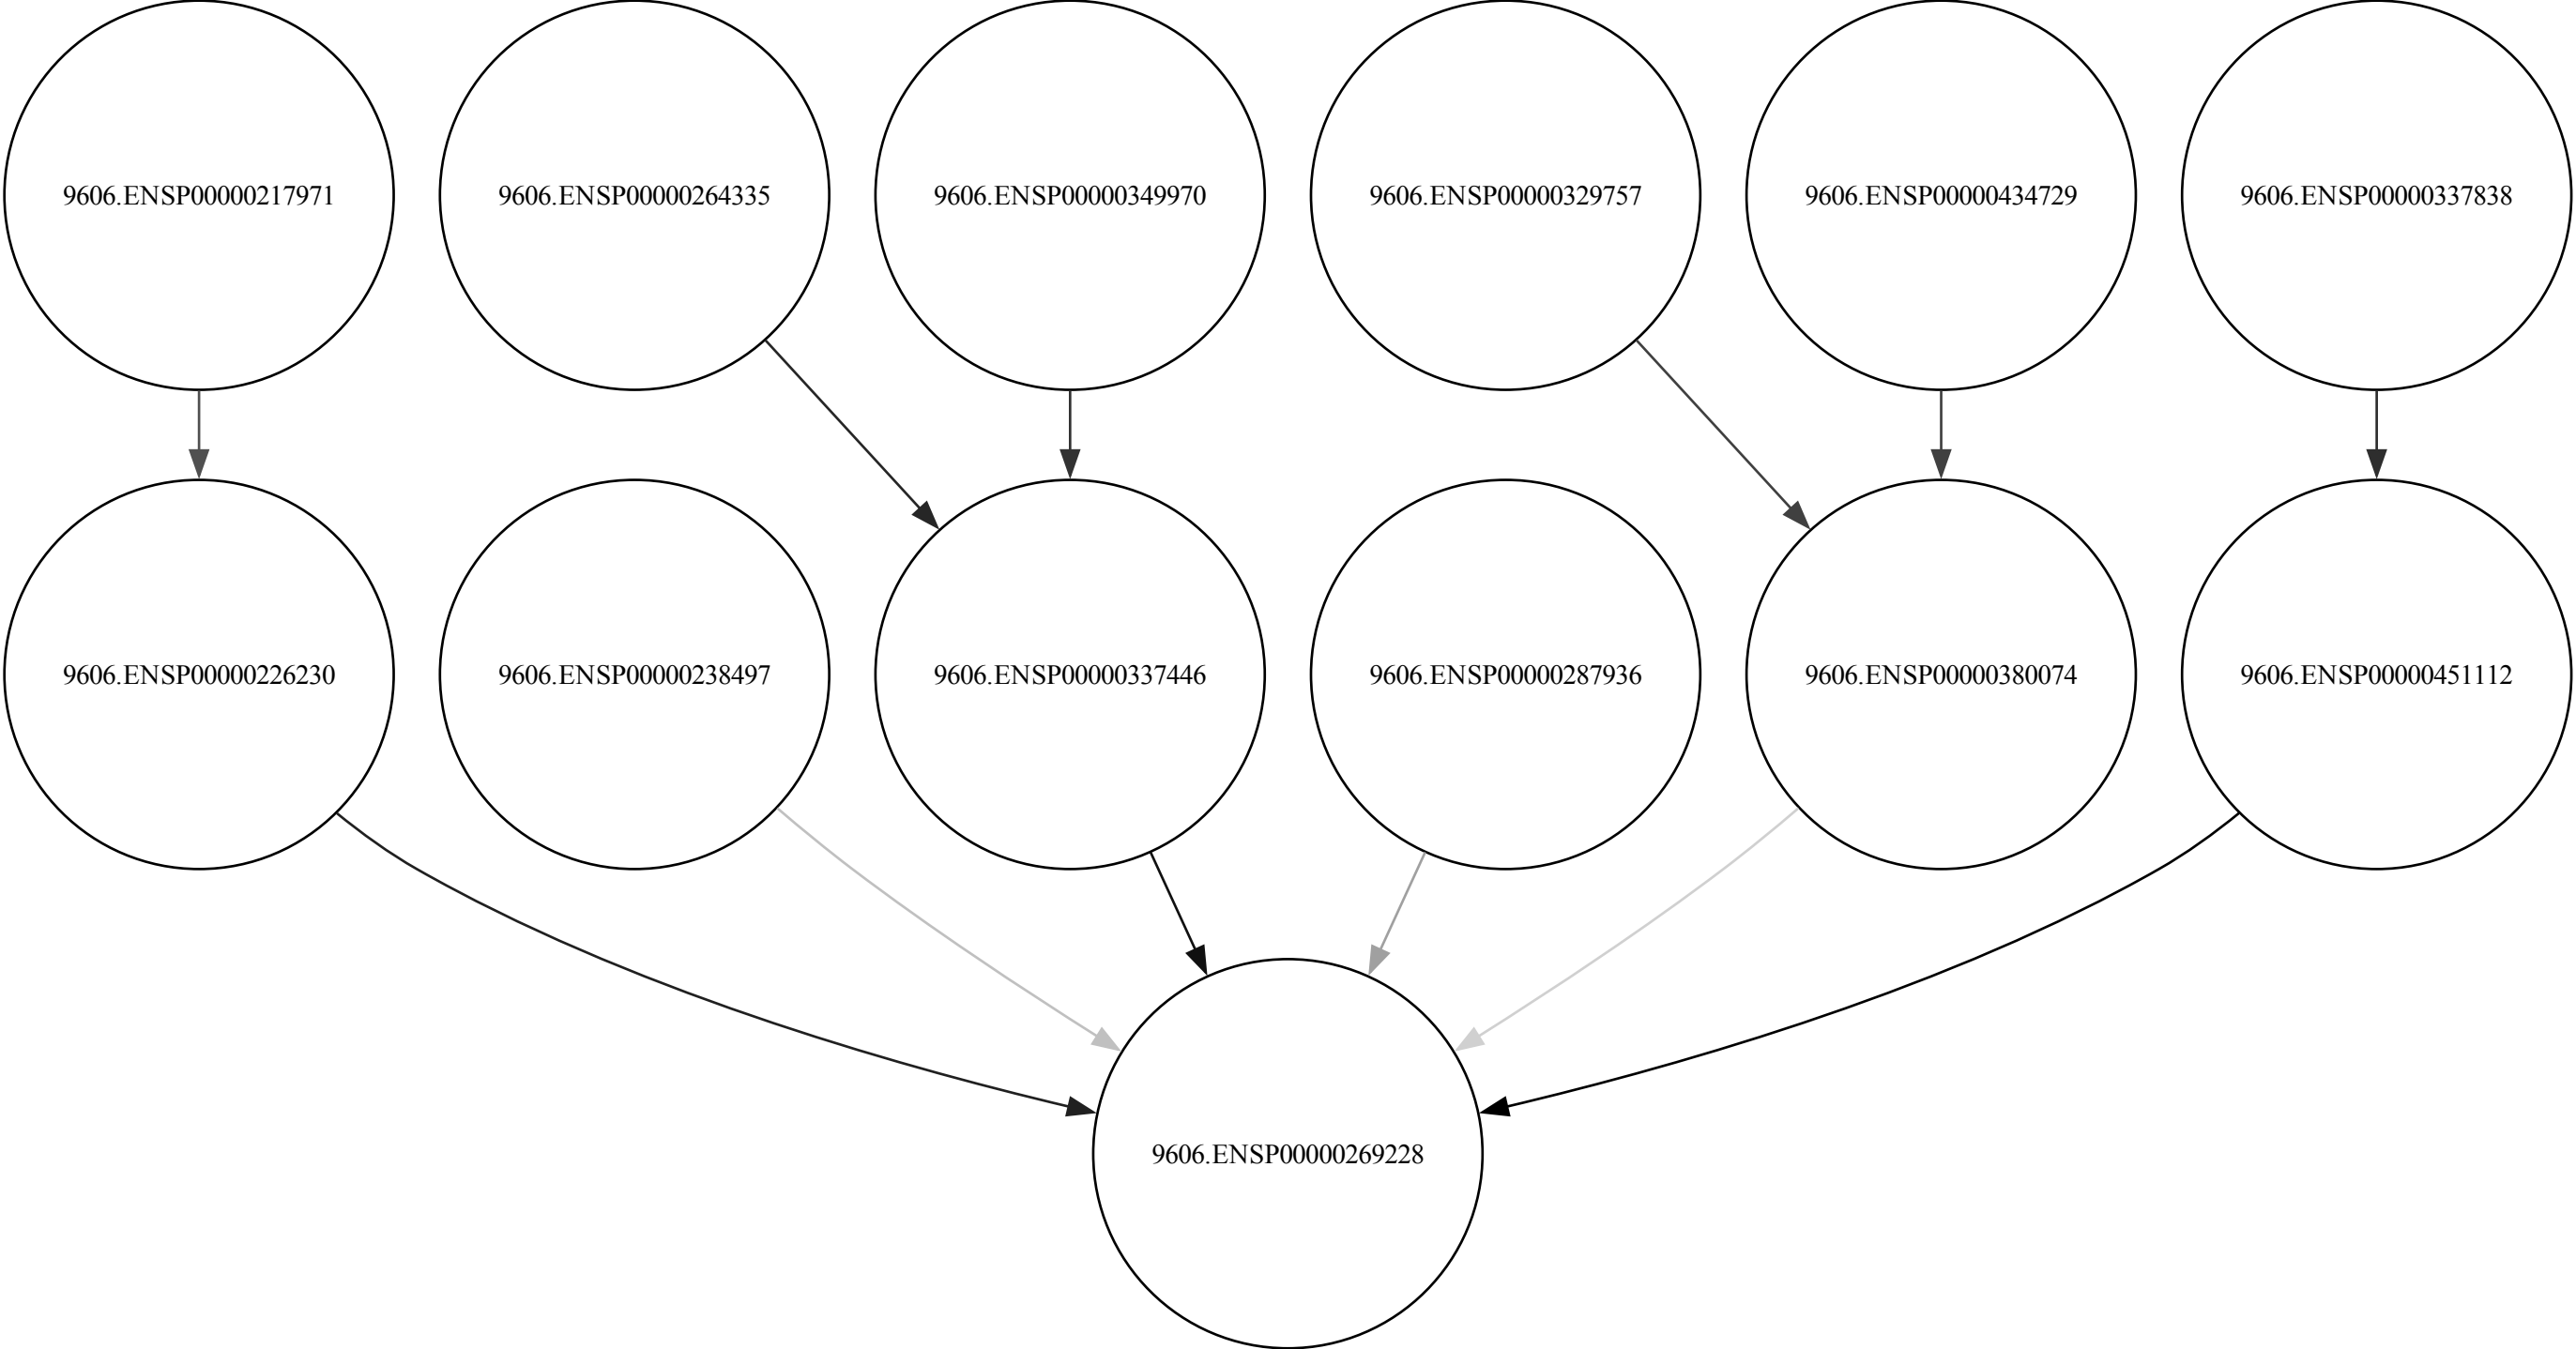 9606.ENSP00000217971
9606.ENSP00000264335
9606.ENSP00000349970
9606.ENSP00000329757
9606.ENSP00000434729
9606.ENSP00000337838
9606.ENSP00000226230
9606.ENSP00000238497
9606.ENSP00000337446
9606.ENSP00000287936
9606.ENSP00000380074
9606.ENSP00000451112
9606.ENSP00000269228